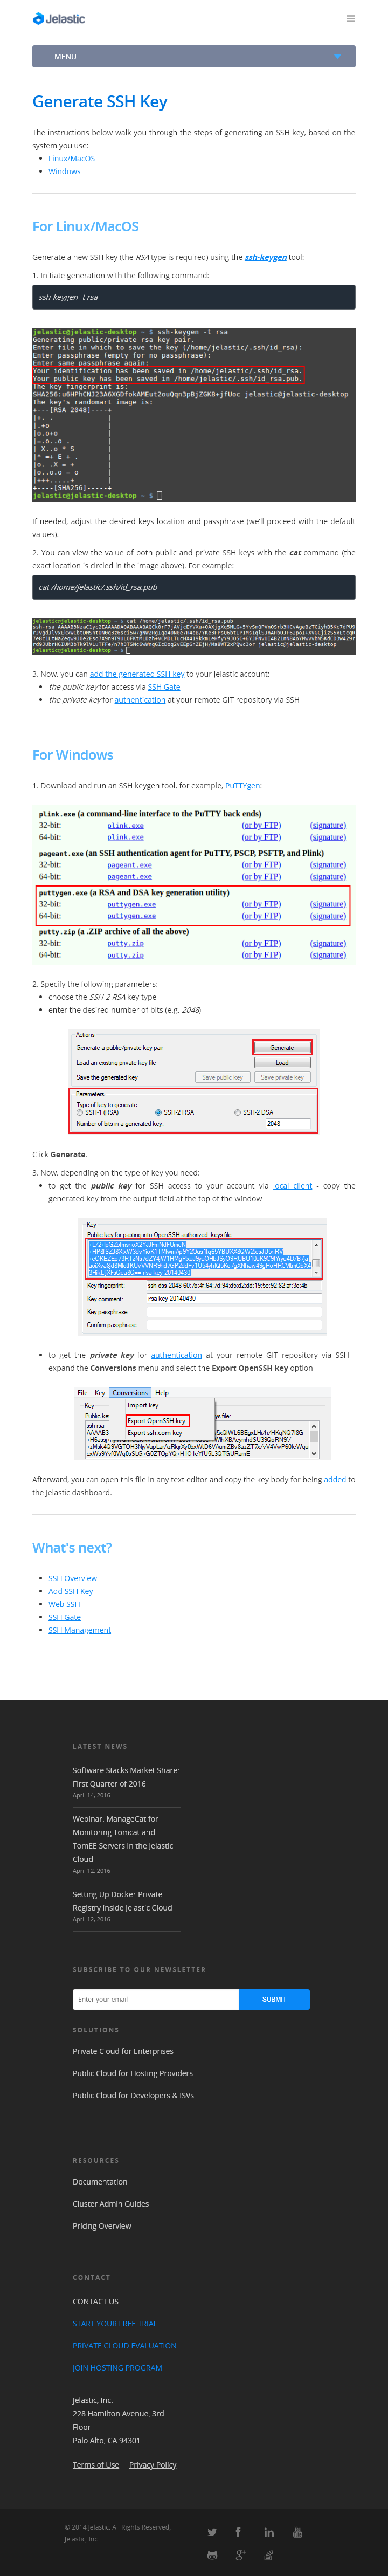 Jelastic
MENU
Generate SSH Key
The instructions below walk you through the steps of generating an SSH key, based on the
system you use:
Linux/MacOS
Windows
For Linux/MacOS
Generate a new SSH key (the RSA type is required) using the ssh-keygen tool:
1. Initiate generation with the following command:
ssh-keygen -t rsa
jelastic@jelastic-desktop ~ $ ssh-keygen -t rsa
Generating public/private rsa key pair.
Enter file in which to save the key (/home/jelastic/.ssh/id_rsa):
Enter passphrase (empty for no passphrase):
Enter same passphrase again:
Your identification has been saved in /home/jelastic/.ssh/id_rsa.
Your public key has been saved in /home/jelastic/.ssh/id_rsa.pub.
The key fingerprint is:
The key's randomart image is:
+---[RSA 2048]----+
+----[SHA256]-----+
jelastic@jelastic-desktop ~ $
If needed, adjust the desired keys location and passphrase (we'll proceed with the default
values).
2. You can view the value of both public and private SSH keys with the cat command (the
exact location is circled in the image above). For example:
cat /home/jelastic/.ssh/id_rsa.pub
jelastic@jelastic-desktop ~ $ cat /home/jelastic/.ssh/id_rsa.pub
jelastic@jelastic-desktop ~ $
3. Now, you can add the generated SSH key to your Jelastic account:
the public key for access via SSH Gate
the private key for authentication at your remote GIT repository via SSH
For Windows
1. Download and run an SSH keygen tool, for example, PuTTYgen:
plink.exe (a command-line interface to the PuTTY back ends)
32-bit: plink.exe (or by FTP) (signature)
64-bit: plink.exe (or by FTP) (signature)
pageant.exe (an SSH authentication agent for PuTTY, PSCP, PSFTP, and Plink)
32-bit: pageant.exe (or by FTP) (signature)
64-bit: pageant.exe (or by FTP) (signature)
puttygen.exe (a RSA and DSA key generation utility)
32-bit: puttygen.exe (or by FTP) (signature)
64-bit: puttygen.exe (or by FTP) (signature)
putty.zip (a .ZIP archive of all the above)
32-bit: putty.zip (or by FTP) (signature)
64-bit: putty.zip (or by FTP) (signature)
2. Specify the following parameters:
choose the SSH-2 RSA key type
enter the desired number of bits (e.g. 2048)
Actions
Generate a public/private key pair Generate
Load an existing private key file Load
Save the generated key Save public key Save private key
Parameters
Type of key to generate:
SSH-1 (RSA) SSH-2 RSA SSH-2 DSA
Number of bits in a generated key: 2048
Click Generate.
3. Now, depending on the type of key you need:
to get the public key for SSH access to your account via local client - copy the
generated key from the output field at the top of the window
Key
Public key for pasting into OpenSSH authorized_keys file:
Key fingerprint: ssh-dss 2048 60:7b:4f:64:7d:94:d5:d2:dd:19:5c:92:82:af:3e:4b
Key comment: rsa-key-20140430
Key passphrase:
Confirm passphrase:
to get the private key for authentication at your remote GIT repository via SSH -
expand the Conversions menu and select the Export OpenSSH key option
File Key Conversions Help
Key Import key
Public k Export OpenSSH key
ssh-rsa Export ssh.com key
Afterward, you can open this file in any text editor and copy the key body for being added to
the Jelastic dashboard.
What's next?
SSH Overview
Add SSH Key
Web SSH
SSH Gate
SSH Management
LATEST NEWS
Software Stacks Market Share:
First Quarter of 2016
April 14, 2016
Webinar: ManageCat for
Monitoring Tomcat and
TomEE Servers in the Jelastic
Cloud
April 12, 2016
Setting Up Docker Private
Registry inside Jelastic Cloud
April 12, 2016
SUBSCRIBE TO OUR NEWSLETTER
Enter your email SUBMIT
SOLUTIONS
Private Cloud for Enterprises
Public Cloud for Hosting Providers
Public Cloud for Developers & ISVs
RESOURCES
Documentation
Cluster Admin Guides
Pricing Overview
CONTACT
CONTACT US
START YOUR FREE TRIAL
PRIVATE CLOUD EVALUATION
JOIN HOSTING PROGRAM
Jelastic, Inc.
228 Hamilton Avenue, 3rd
Floor
Palo Alto, CA 94301
Terms of Use Privacy Policy
© 2014 Jelastic. All Rights Reserved,
Jelastic, Inc.